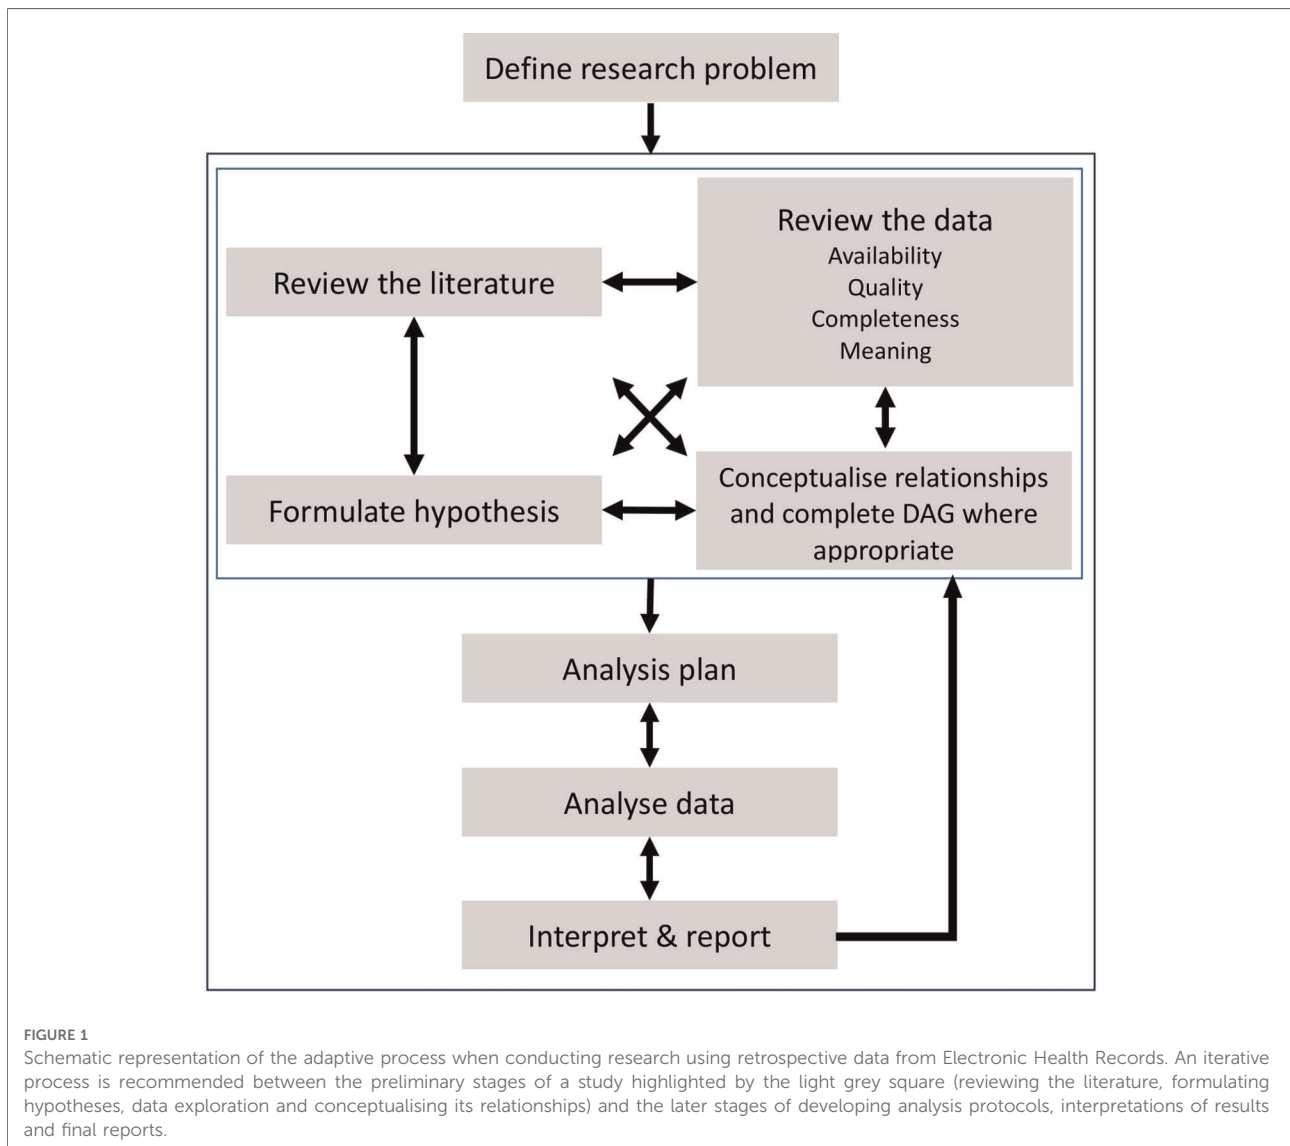 Define research problem
Review the data
Availability
Quality
Completeness
Meaning
Review the literature
Formulate hypothesis
Conceptualise relationships
and complete DAG where
appropriate
Analysis plan
Analyse data
Interpret & report
FIGURE 1
Schematic representation of the adaptive process when conducting research using retrospective data from Electronic Health Records. An iterative
process is recommended between the preliminary stages of a study highlighted by the light grey square (reviewing the literature, formulating
hypotheses, data exploration and conceptualising its relationships) and the later stages of developing analysis protocols, interpretations of results
and final reports.